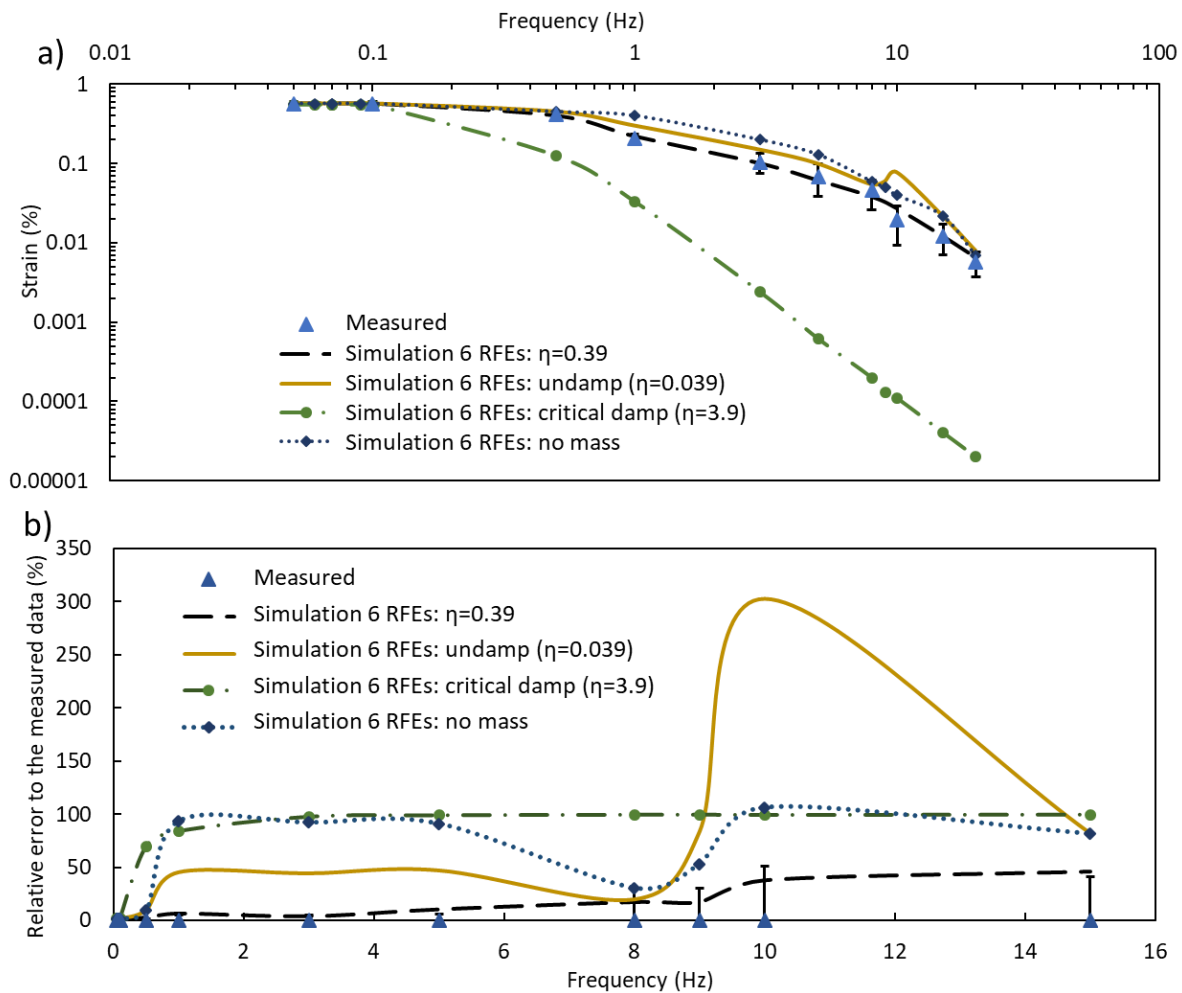 Frequency (Hz)
a)
0.01 0.1 1 10 100
1
0.1
0.01
0.001
0.0001
0.00001
Strain (%)
Measured
Simulation 6 RFEs: η=0.39
Simulation 6 RFEs: undamp (η=0.039)
Simulation 6 RFEs: critical damp (η=3.9)
Simulation 6 RFEs: no mass
b)
350
300
250
200
150
100
50
0
Relative error to the measured data (%)
Measured
Simulation 6 RFEs: η=0.39
Simulation 6 RFEs: undamp (η=0.039)
Simulation 6 RFEs: critical damp (η=3.9)
Simulation 6 RFEs: no mass
0 2 4 6 8 10 12 14 16
Frequency (Hz)